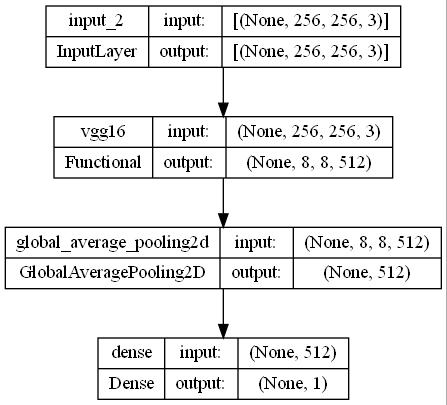 input_2 input: [(None, 256, 256, 3)]
InputLayer output: [(None, 256, 256, 3)]
vgg16 input: (None, 256, 256, 3)
Functional output: (None, 8, 8, 512)
global_average_pooling2d input: (None, 8, 8, 512)
GlobalAveragePooling2D output: (None, 512)
dense input: (None, 512)
Dense output: (None, 1)